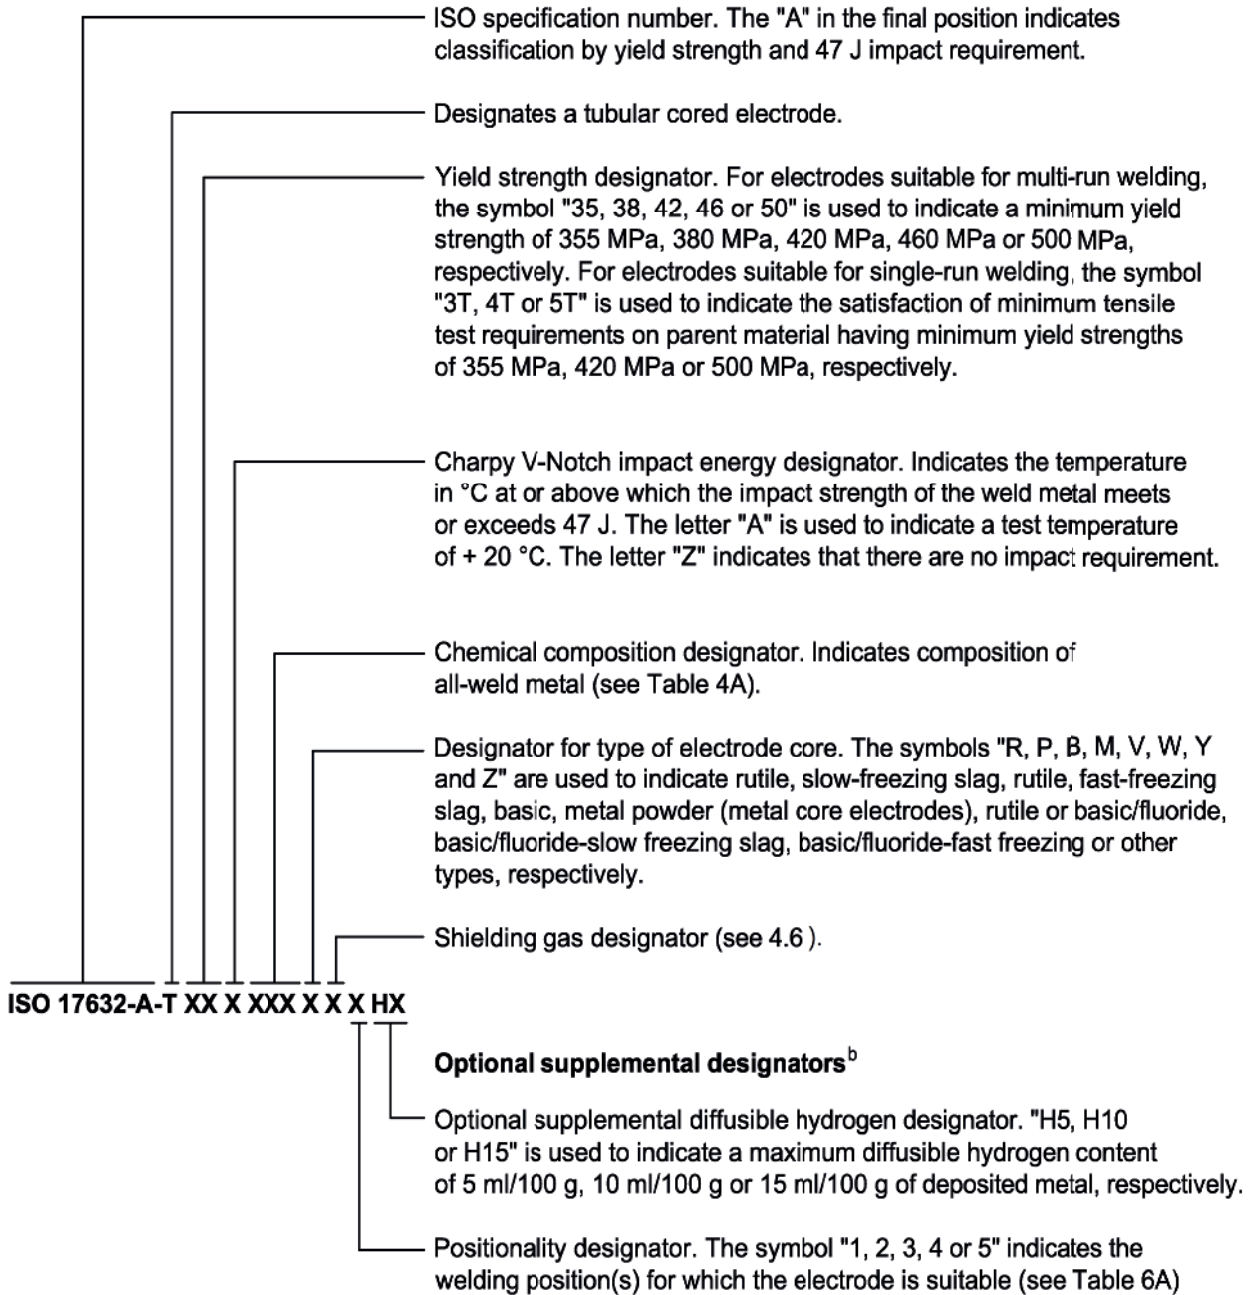 ISO specification number. The "A" in the final position indicates
classification by yield strength and 47 J impact requirement.
Designates a tubular cored electrode.
Yield strength designator. For electrodes suitable for multi-run welding,
the symbol "35, 38, 42, 46 or 50" is used to indicate a minimum yield
strength of 355 MPa, 380 MPa, 420 MPa, 460 MPa or 500 MPa,
respectively. For electrodes suitable for single-run welding, the symbol
"3T, 4T or 5T" is used to indicate the satisfaction of minimum tensile
test requirements on parent material having minimum yield strengths
of 355 MPa, 420 MPa or 500 MPa, respectively.
Charpy V-Notch impact energy designator. Indicates the temperature
in °C at or above which the impact strength of the weld metal meets
or exceeds 47 J. The letter "A" is used to indicate a test temperature
of + 20 °C. The letter "Z" indicates that there are no impact requirement.
Chemical composition designator. Indicates composition of
all-weld metal (see Table 4A).
Designator for type of electrode core. The symbols "R, P, B, M, V, W, Y
and Z" are used to indicate rutile, slow-freezing slag, rutile, fast-freezing
slag, basic, metal powder (metal core electrodes), rutile or basic/fluoride,
basic/fluoride-slow freezing slag, basic/fluoride-fast freezing or other
types, respectively.
Shielding gas designator (see 4.6 ).
ISO 17632-A-T XX X XXX X X X HX
Optional supplemental designators b
Optional supplemental diffusible hydrogen designator. "H5, H10
or H15" is used to indicate a maximum diffusible hydrogen content
of 5 ml/100 g, 10 ml/100 g or 15 ml/100 g of deposited metal, respectively.
Positionality designator. The symbol "1, 2, 3, 4 or 5" indicates the
welding position(s) for which the electrode is suitable (see Table 6A)